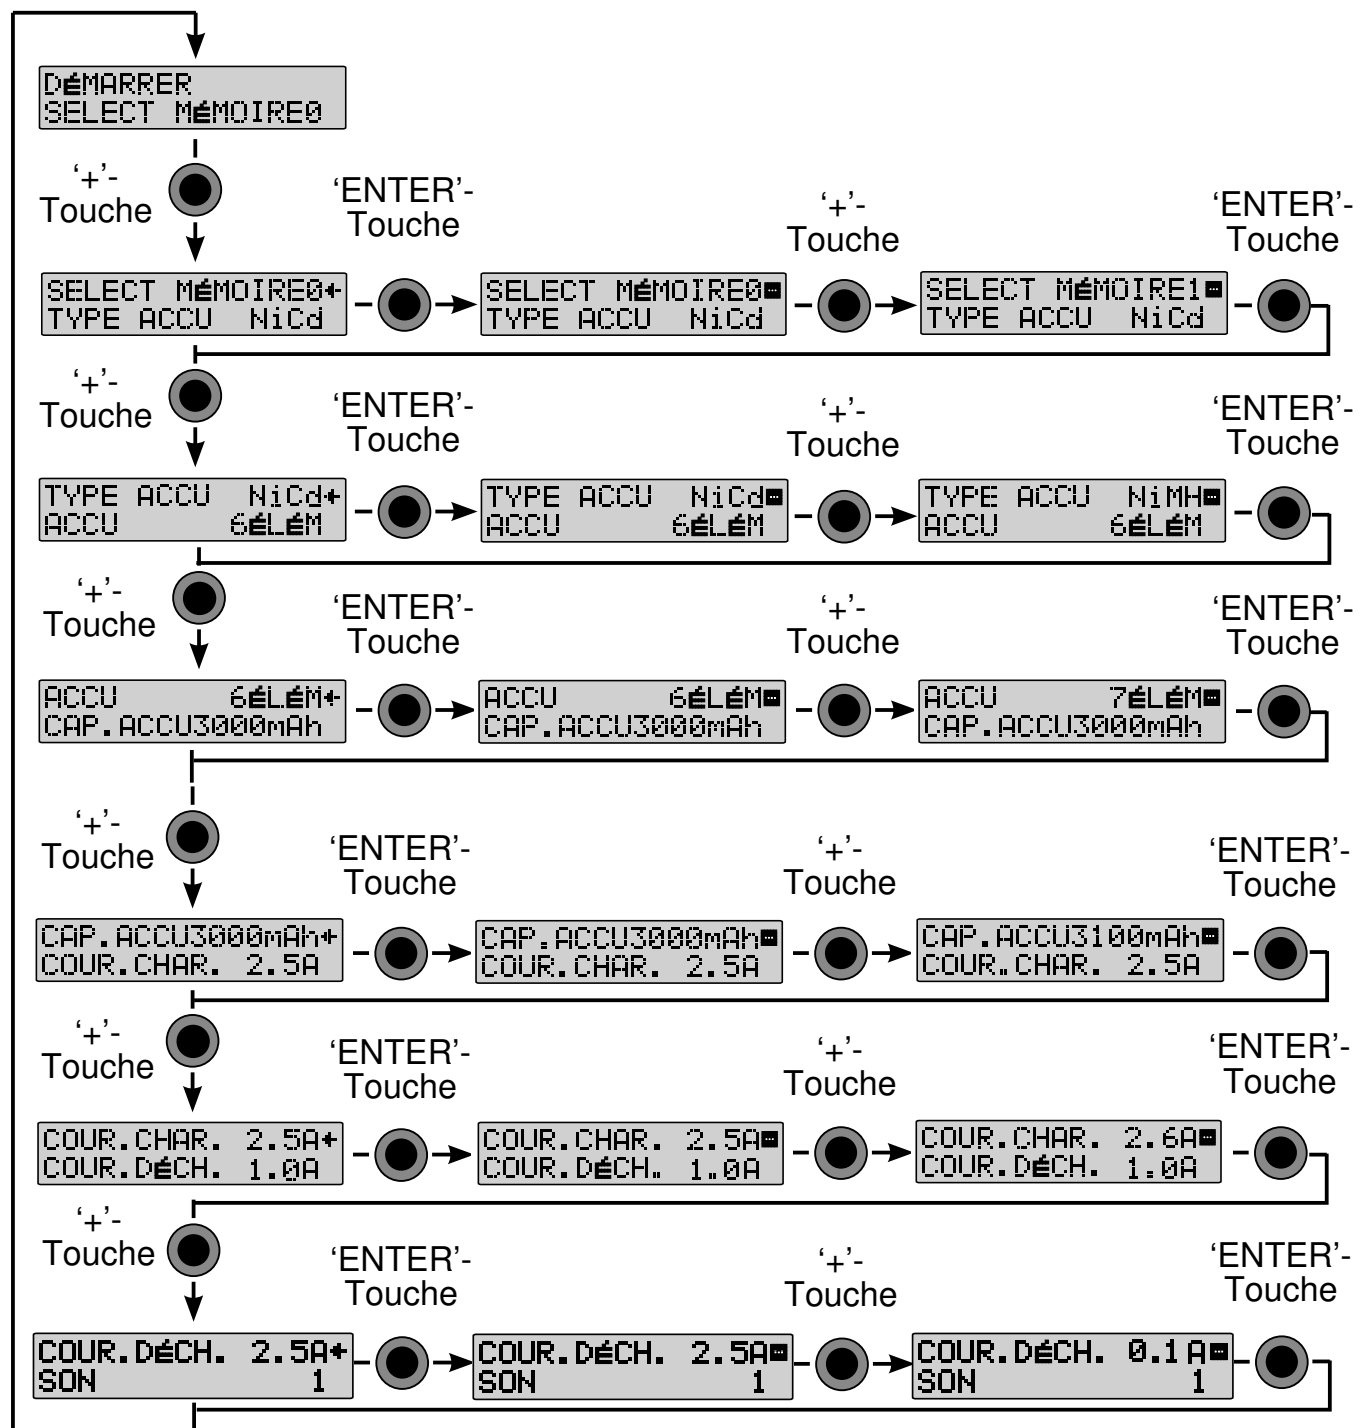 DÉMARRER
SELECT MÉMOIRE0
‘+’-
Touche
‘ENTER’-
Touche
‘+’-
Touche
‘ENTER’-
Touche
SELECT MÉMOIRE0
TYPE ACCU NiCd
SELECT MÉMOIRE0
TYPE ACCU NiCd
SELECT MÉMOIRE1
TYPE ACCU NiCd
‘+’-
Touche
‘ENTER’-
Touche
‘+’-
Touche
‘ENTER’-
Touche
TYPE ACCU NiCd
ACCU 6ÉLÉM
TYPE ACCU NiCd
ACCU 6ÉLÉM
TYPE ACCU NiMH
ACCU 6ÉLÉM
‘+’-
Touche
‘ENTER’-
Touche
‘+’-
Touche
‘ENTER’-
Touche
ACCU 6ÉLÉM
CAP.ACCU3000mAh
ACCU 6ÉLÉM
CAP.ACCU3000mAh
ACCU 7ÉLÉM
CAP.ACCU3000mAh
‘+’-
Touche
‘ENTER’-
Touche
‘+’-
Touche
‘ENTER’-
Touche
CAP.ACCU3000mAh
COUR.CHAR. 2.5A
CAP.ACCU3000mAh
COUR.CHAR. 2.5A
CAP.ACCU3100mAh
COUR.CHAR. 2.5A
‘+’-
Touche
‘ENTER’-
Touche
‘+’-
Touche
‘ENTER’-
Touche
COUR.CHAR. 2.5A
COUR.DÉCH. 1.0A
COUR.CHAR. 2.5A
COUR.DÉCH. 1.0A
COUR.CHAR. 2.6A
COUR.DÉCH. 1.0A
‘+’-
Touche
‘ENTER’-
Touche
‘+’-
Touche
‘ENTER’-
Touche
COUR.DÉCH. 2.5A
SON 1
COUR.DÉCH. 2.5A
SON 1
COUR.DÉCH. 0.1A
SON 1